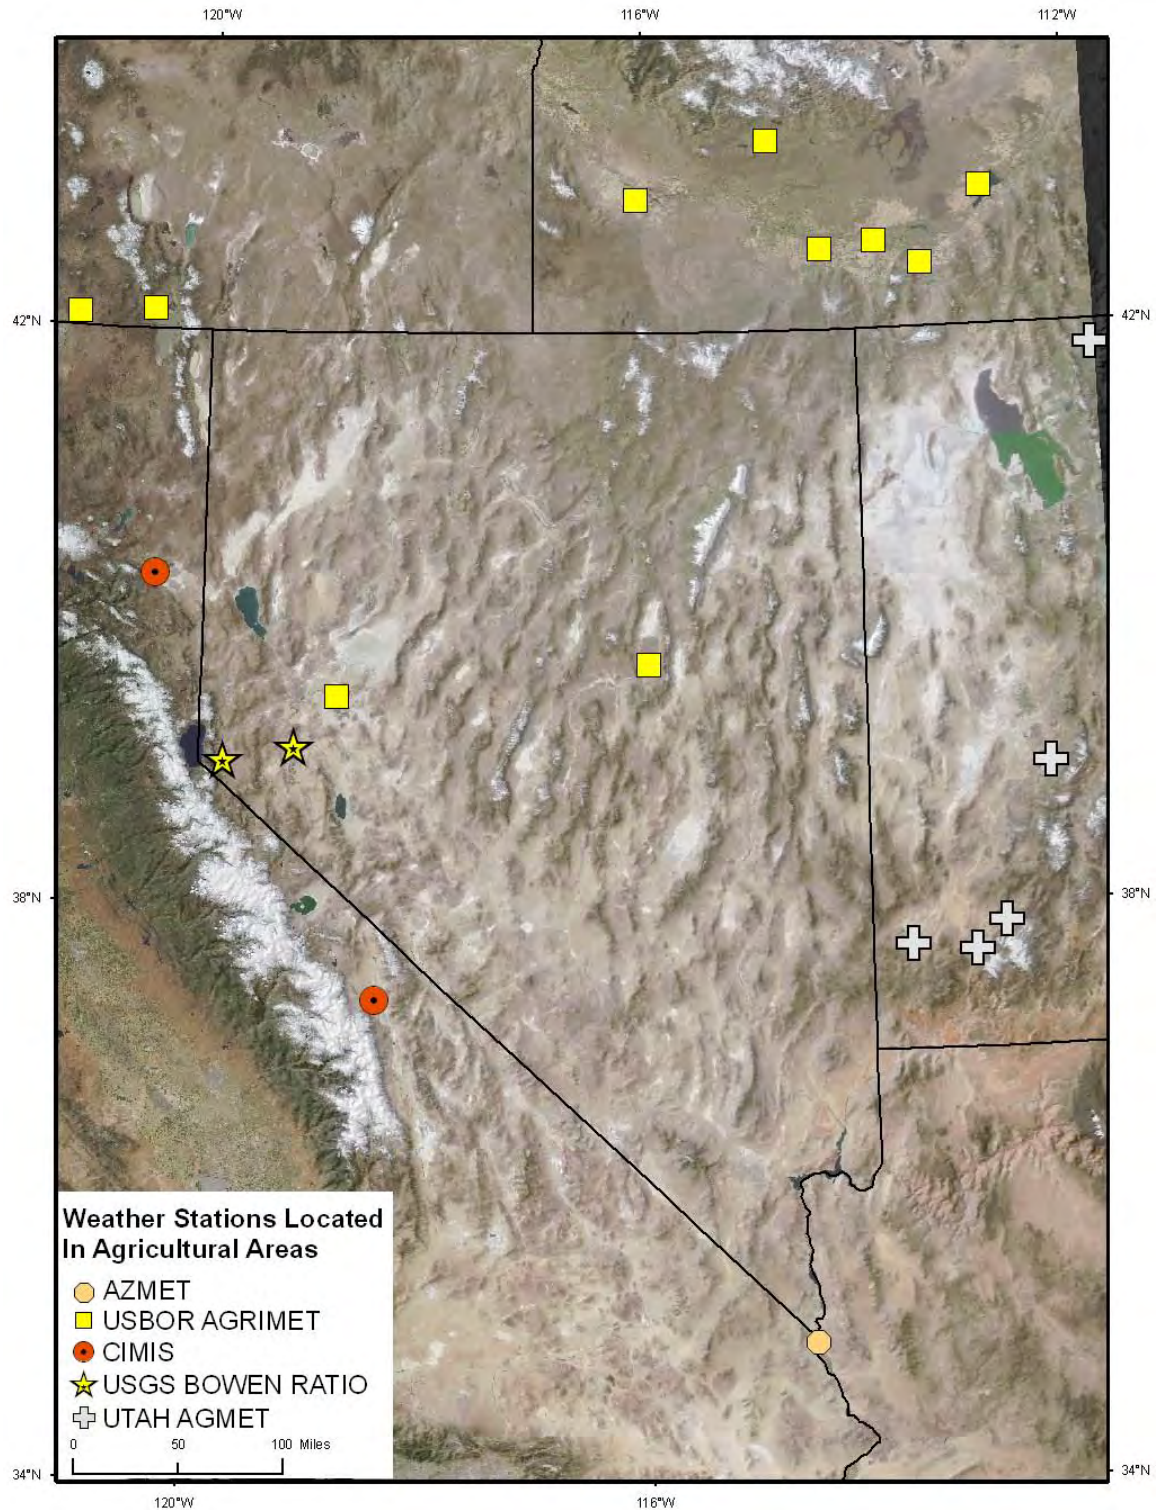 120°W 116°W 112°W
42°N 42°N
38°N 38°N
Weather Stations Located
In Agricultural Areas
AZMET
USBOR AGRIMET
CIMIS
USGS BOWEN RATIO
UTAH AGMET
0 50 100 Miles
34°N 34°N
120°W 116°W